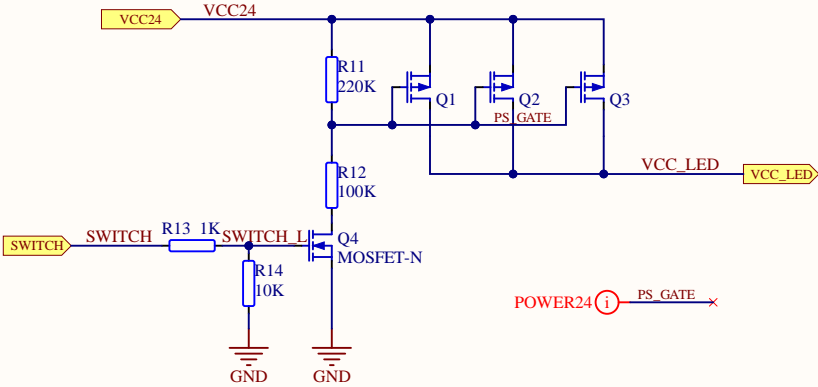 VCC24
VCC24
R11
220K
Q1
Q2
Q3
PS_GATE
R12
100K
VCC_LED
VCC_LED
SWITCH
SWITCH
R13 1K
SWITCH_L
Q4
MOSFET-N
R14
10K
POWER24
i
PS_GATE
GND
GND